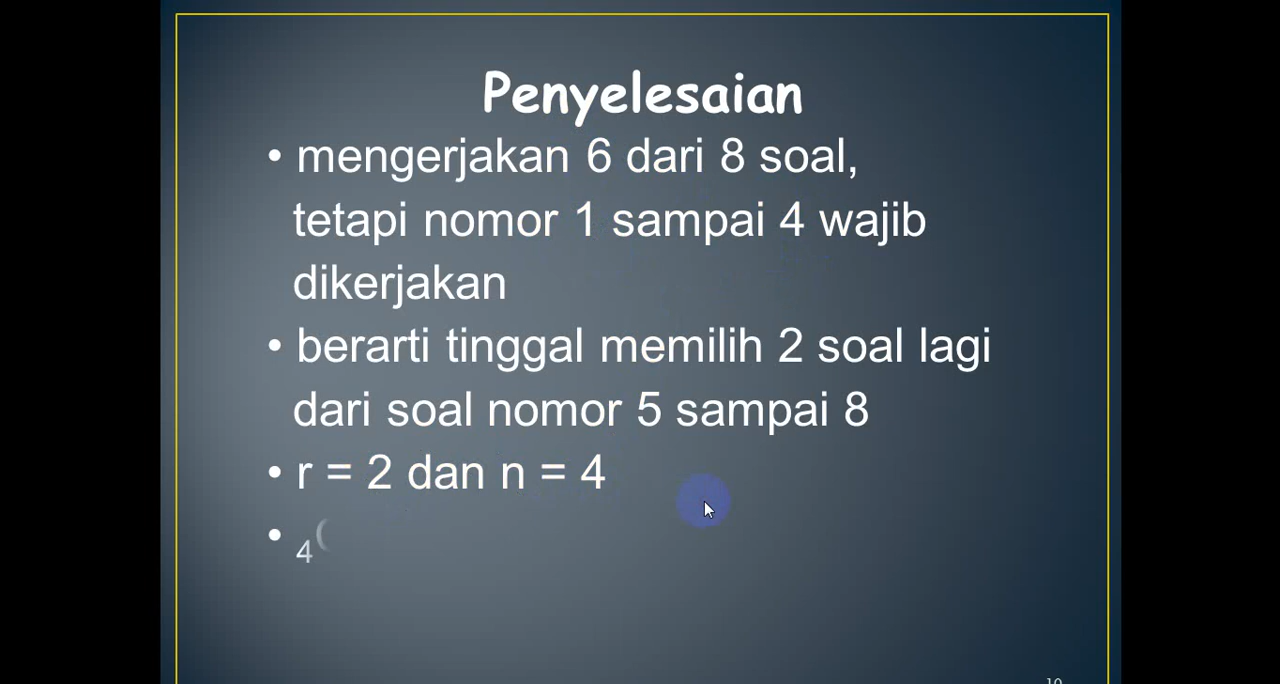 Penyelesaian
• mengerjakan 6 dari 8 soal,
tetapi nomor 1 sampai 4 wajib
dikerjakan
• berarti tinggal memilih 2 soal lagi
dari soal nomor 5 sampai 8
• r = 2 dan n = 4
• 4